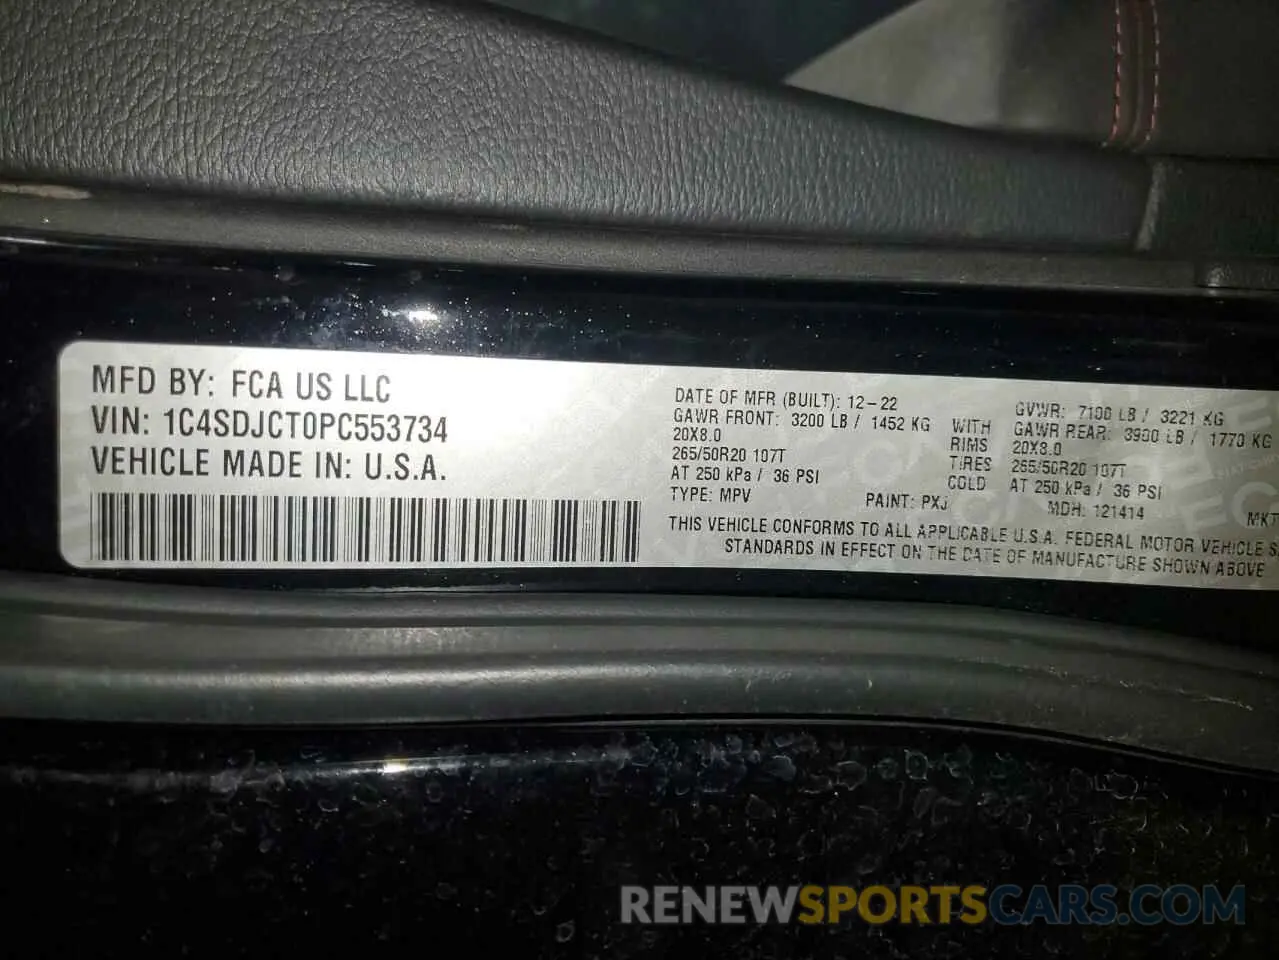 MFD BY: FCA US LLC
VIN: 1C4SDJCT0PC553734
VEHICLE MADE IN: U.S.A.
DATE OF MFR (BUILT): 12-22
GVWR: 7100 LB / 3221 KG
GAWR FRONT: 3200 LB / 1452 KG WITH GAWR REAR: 3900 LB / 1770 KG
20X8.0 RIMS 20X8.0
265/50R20 107T TIRES 265/50R20 107T
AT 250 kPa / 36 PSI COLD AT 250 kPa / 36 PSI
TYPE: MPV PAINT: PXJ MDH: 121414 MKT
THIS VEHICLE CONFORMS TO ALL APPLICABLE U.S.A. FEDERAL MOTOR VEHICLE S
STANDARDS IN EFFECT ON THE DATE OF MANUFACTURE SHOWN ABOVE
RENEWSPORTSCARS.COM